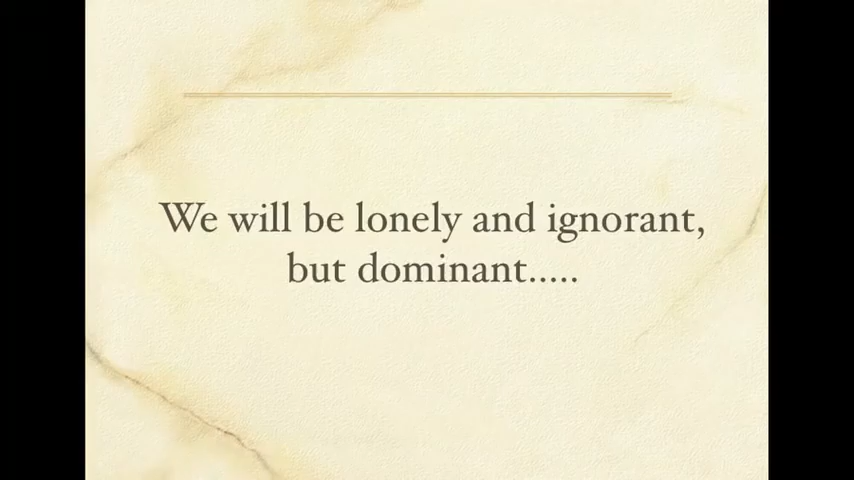 We will be lonely and ignorant,
but dominant.....